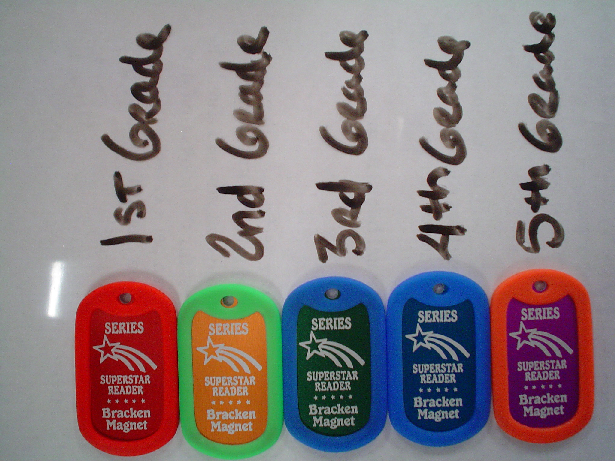 1st Grade
2nd Grade
3rd Grade
4th Grade
5th Grade
SERIES
SUPERSTAR
READER
Bracken
Magnet
SERIES
SUPERSTAR
READER
Bracken
Magnet
SERIES
SUPERSTAR
READER
Bracken
Magnet
SERIES
SUPERSTAR
READER
Bracken
Magnet
SERIES
SUPERSTAR
READER
Bracken
Magnet